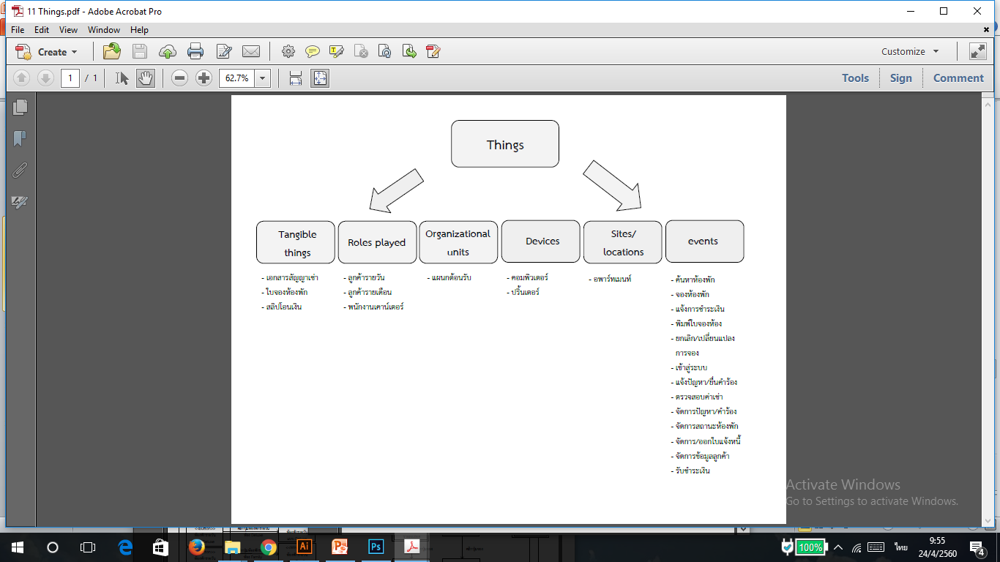 11 Things.pdf - Adobe Acrobat Pro
File Edit View Window Help
Create
Customize
1 / 1
62.7%
Tools Sign Comment
Things
Tangible
things
Roles played
Organizational
units
Devices
Sites/
locations
events
- เอกสารสัญญาเช่า
- ใบจองห้องพัก
- สลิปโอนเงิน
- ลูกค้ารายวัน
- ลูกค้ารายเดือน
- พนักงานเคาน์เตอร์
- แผนกต้อนรับ
- คอมพิวเตอร์
- ปริ้นเตอร์
- อพาร์ทเมนท์
- ค้นหาห้องพัก
- จองห้องพัก
- แจ้งการชำระเงิน
- พิมพ์ใบจองห้อง
- ยกเลิก/เปลี่ยนแปลง
การจอง
- เข้าสู่ระบบ
- แจ้งปัญหา/ยื่นคำร้อง
- ตรวจสอบค่าเช่า
- จัดการปัญหา/คำร้อง
- จัดการสถานะห้องพัก
- จัดการ/ออกใบแจ้งหนี้
- จัดการข้อมูลลูกค้า
- รับชำระเงิน
Activate Windows
Go to Settings to activate Windows.
100%
ไทย
9:55
24/4/2560
4